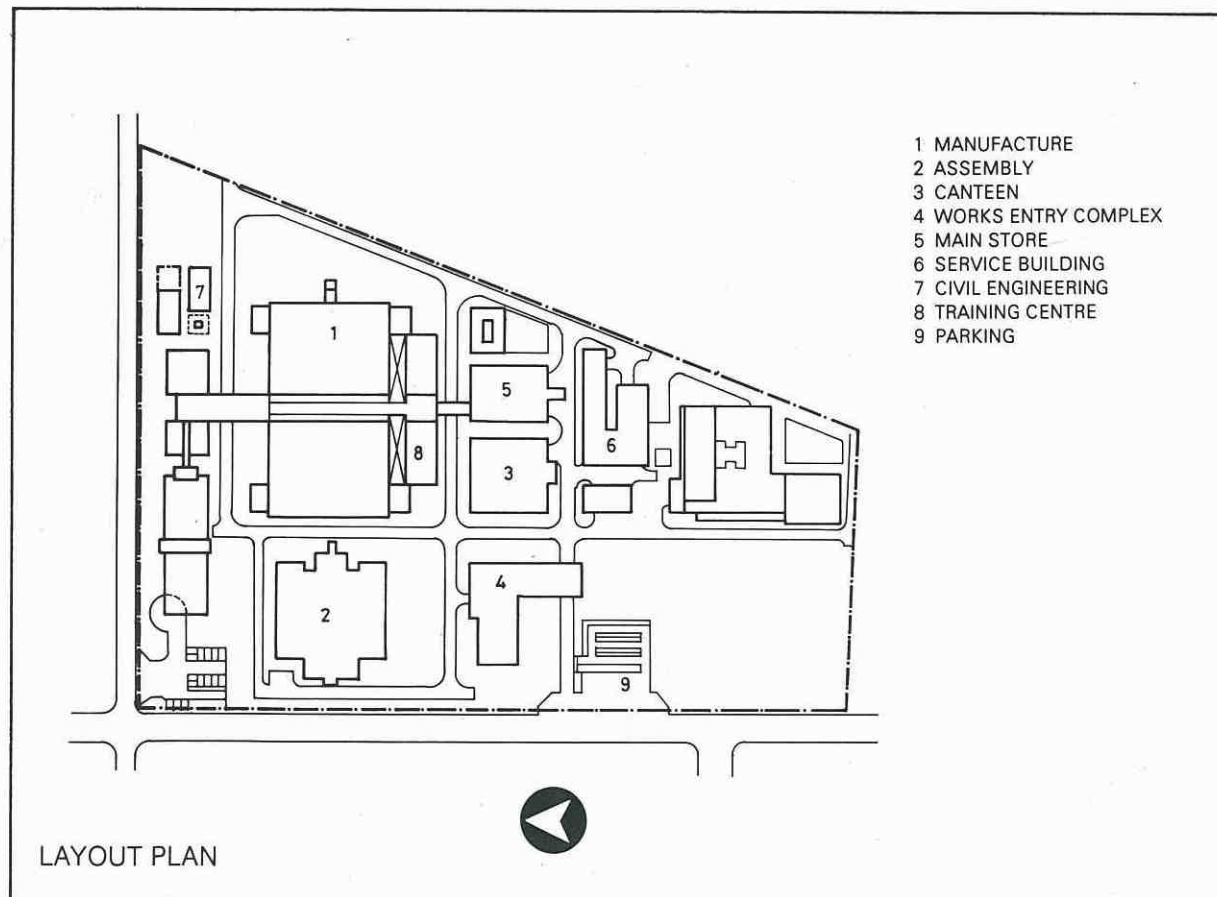 1 MANUFACTURE
2 ASSEMBLY
3 CANTEEN
4 WORKS ENTRY COMPLEX
5 MAIN STORE
6 SERVICE BUILDING
7 CIVIL ENGINEERING
8 TRAINING CENTRE
9 PARKING
7
1
5
8
3
6
4
2
9
LAYOUT PLAN